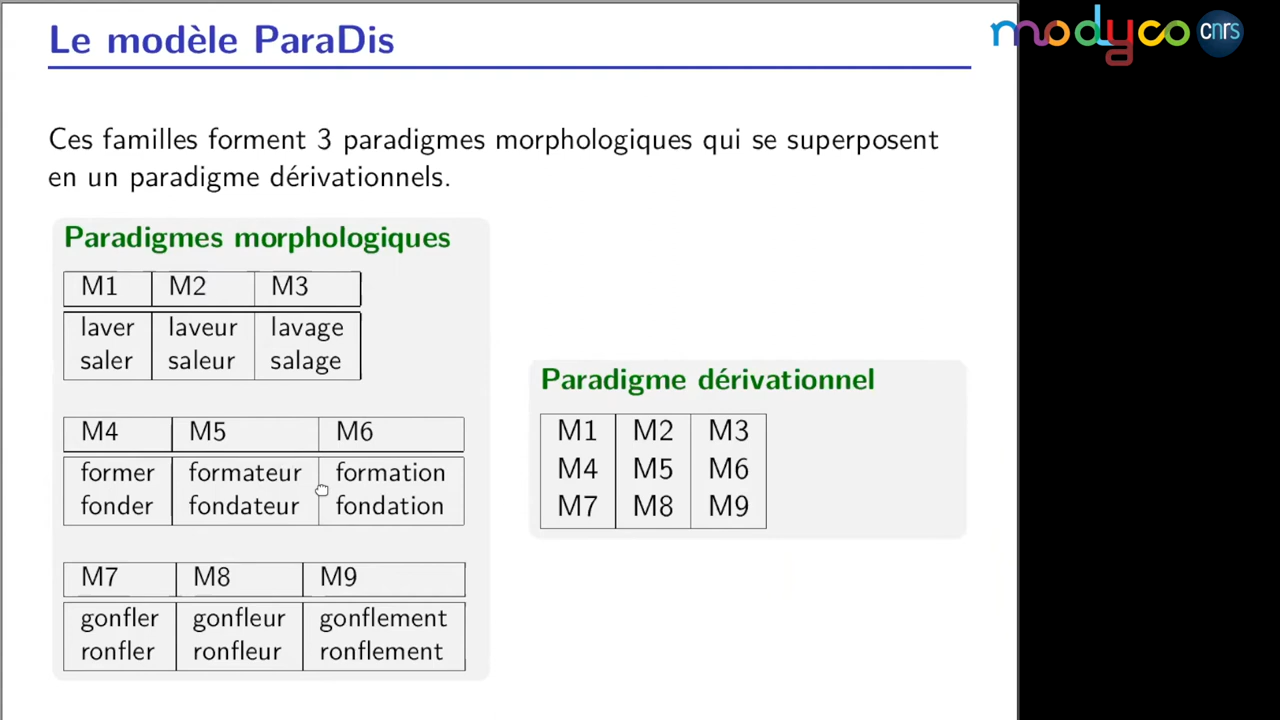 Le modèle ParaDis
modyco cnrs
Ces familles forment 3 paradigmes morphologiques qui se superposent
en un paradigme dérivationnels.
Paradigmes morphologiques
M1 M2 M3
laver laveur lavage
saler saleur salage
M4 M5 M6
former formateur formation
fonder fondateur fondation
M7 M8 M9
gonfler gonfleur gonflement
ronfler ronfleur ronflement
Paradigme dérivationnel
M1 M2 M3
M4 M5 M6
M7 M8 M9